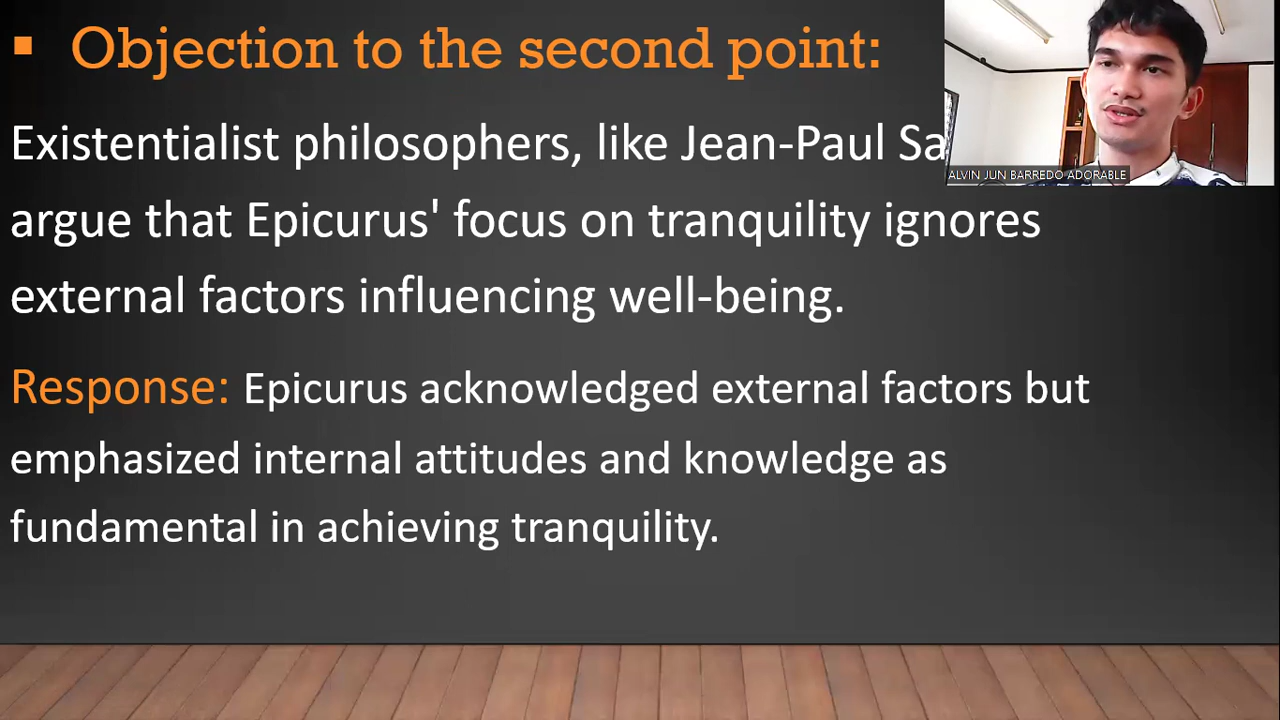 Objection to the second point:
Existentialist philosophers, like Jean-Paul
argue that Epicurus' focus on tranquility ignores
external factors influencing well-being.
Response: Epicurus acknowledged external factors but
emphasized internal attitudes and knowledge as
fundamental in achieving tranquility.
ALVIN JUN BARREDO ADORABLE